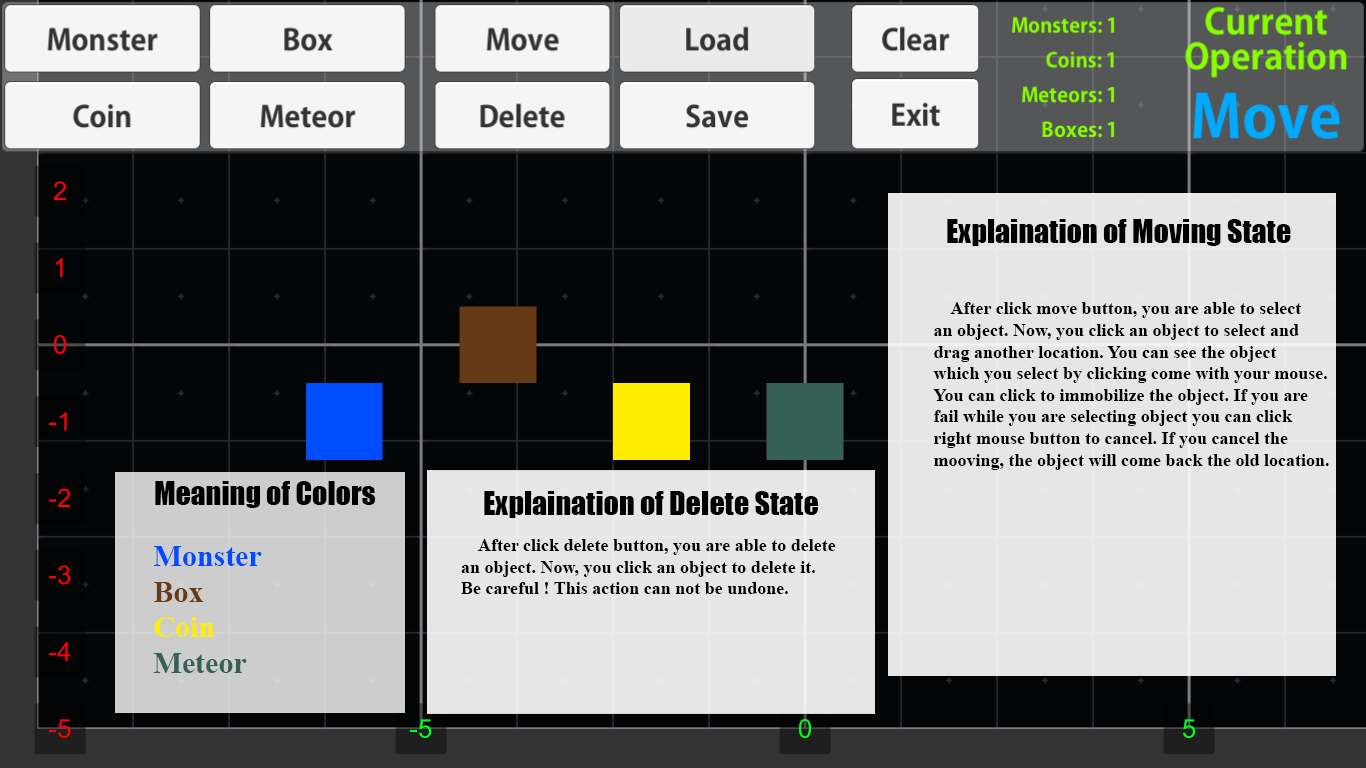 Monster
Box
Move
Load
Clear
Coin
Meteor
Delete
Save
Exit
Monsters: 1
Coins: 1
Meteors: 1
Boxes: 1
Current
Operation
Move
2
1
0
-1
-2
-3
-4
-5
-5
0
5
Explaination of Moving State
After click move button, you are able to select
an object. Now, you click an object to select and
drag another location. You can see the object
which you select by clicking come with your mouse.
You can click to immobilize the object. If you are
fail while you are selecting object you can click
right mouse button to cancel. If you cancel the
mooving, the object will come back the old location.
Meaning of Colors
Monster
Box
Coin
Meteor
Explaination of Delete State
After click delete button, you are able to delete
an object. Now, you click an object to delete it.
Be careful ! This action can not be undone.